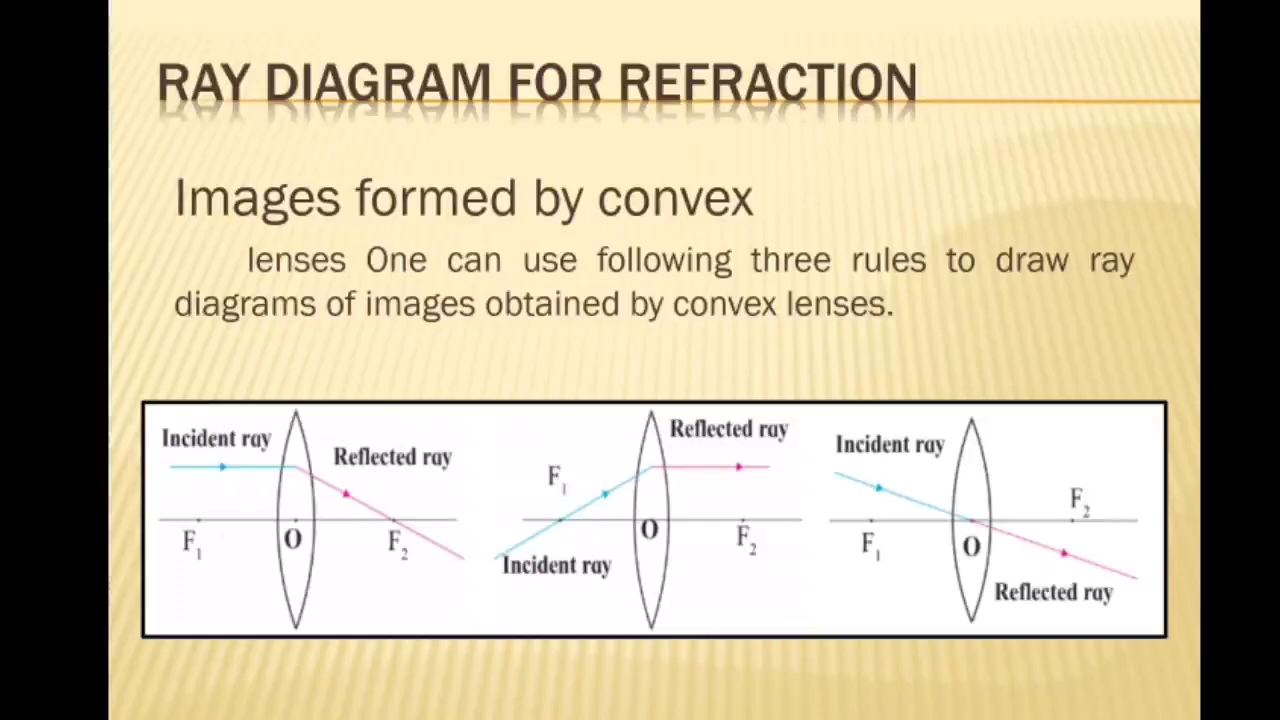 RAY DIAGRAM FOR REFRACTION
Images formed by convex
lenses One can use following three rules to draw ray
diagrams of images obtained by convex lenses.
Incident ray
Reflected ray
F1
O
F2
Reflected ray
F1
O
F2
Incident ray
Incident ray
F2
F1
O
Reflected ray